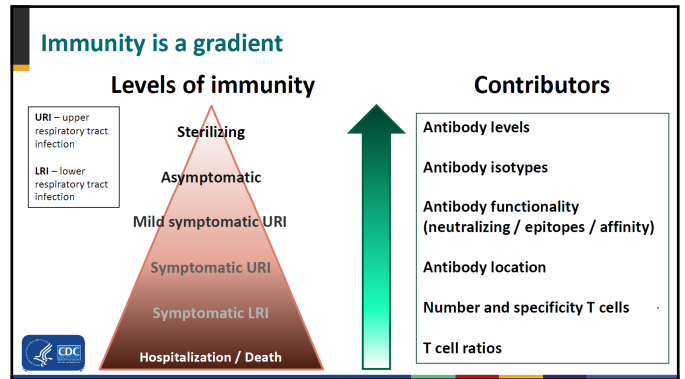 Immunity is a gradient
Levels of immunity
Contributors
URI – upper
respiratory tract
infection
LRI – lower
respiratory tract
infection
Sterilizing
Asymptomatic
Mild symptomatic URI
Symptomatic URI
Symptomatic LRI
Hospitalization / Death
Antibody levels
Antibody isotypes
Antibody functionality
(neutralizing / epitopes / affinity)
Antibody location
Number and specificity T cells
T cell ratios
CDC